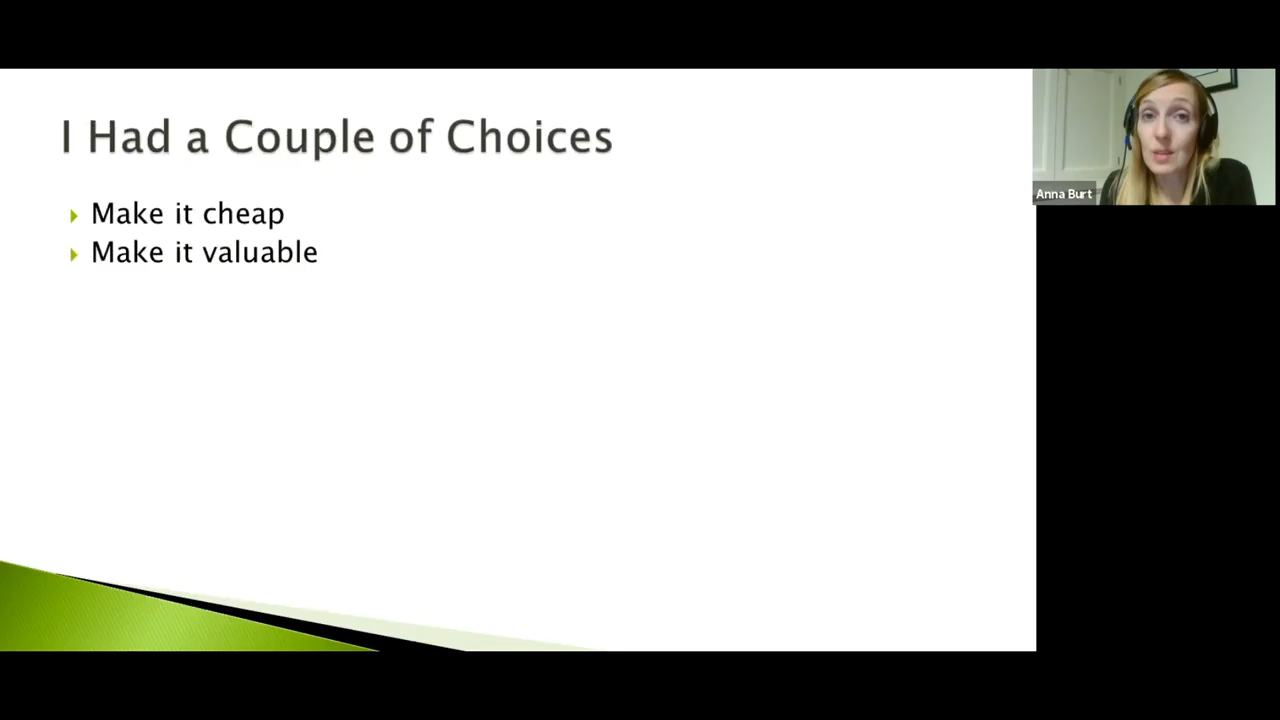 I Had a Couple of Choices
Make it cheap
Make it valuable
Anna Burt